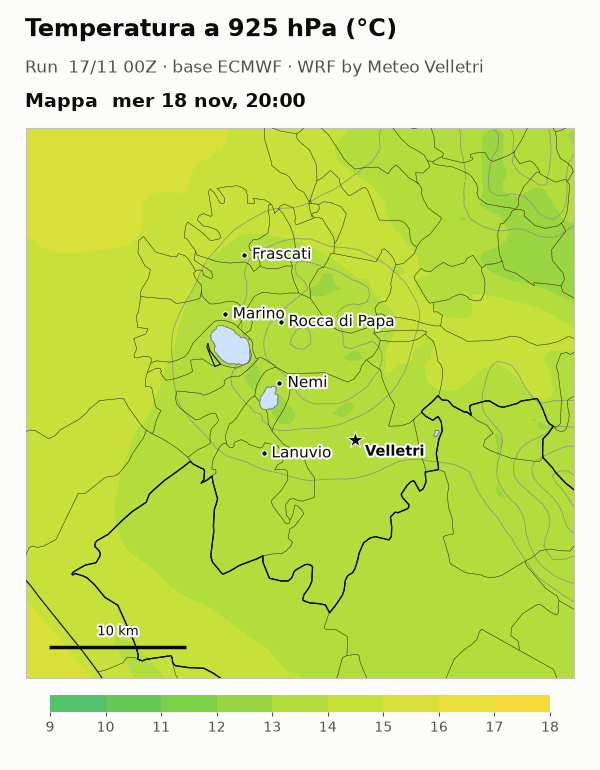 Temperatura a 925 hPa (°C)
Run  17/11 00Z · base ECMWF · WRF by Meteo Velletri
Mappa  mer 18 nov, 20:00
Frascati
Marino
Rocca di Papa
Nemi
Velletri
Lanuvio
10 km
9 10 11 12 13 14 15 16 17 18